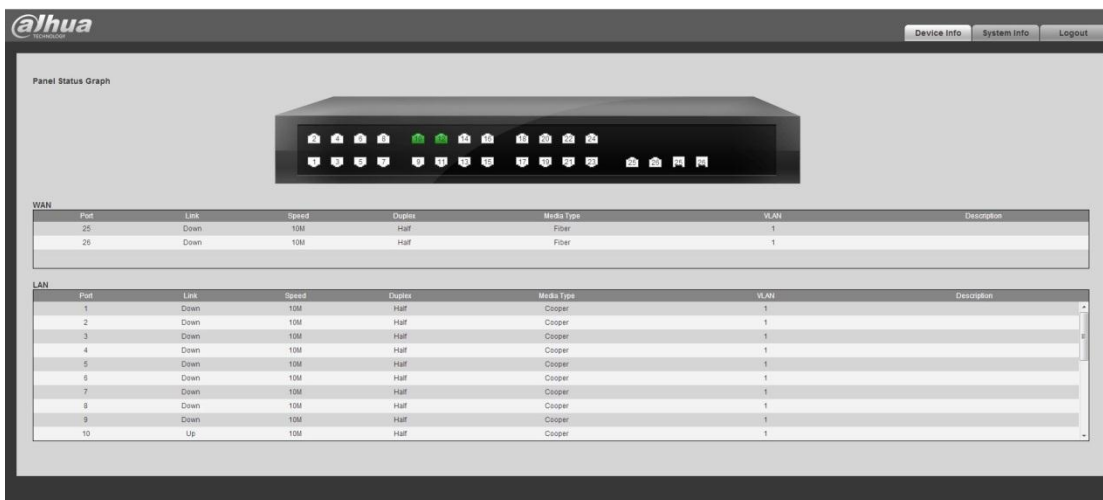 alhua
TECHNOLOGY
Device Info System Info Logout
Panel Status Graph
2 4 6 8 10 12 14 16 18 20 22 24
1 3 5 7 9 11 13 15 17 19 21 23 25 26 25 26
WAN
Port Link Speed Duplex Media Type VLAN Description
25 Down 10M Half Fiber 1
26 Down 10M Half Fiber 1
LAN
Port Link Speed Duplex Media Type VLAN Description
1 Down 10M Half Cooper 1
2 Down 10M Half Cooper 1
3 Down 10M Half Cooper 1
4 Down 10M Half Cooper 1
5 Down 10M Half Cooper 1
6 Down 10M Half Cooper 1
7 Down 10M Half Cooper 1
8 Down 10M Half Cooper 1
9 Down 10M Half Cooper 1
10 Up 10M Half Cooper 1